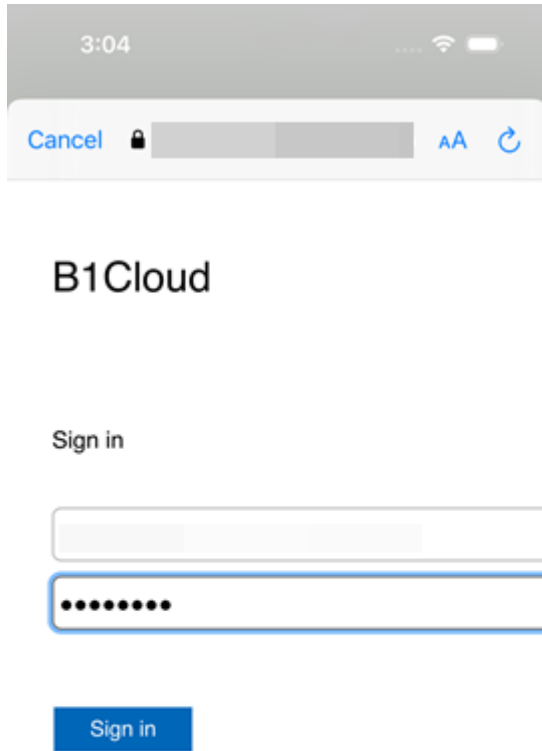 3:04
Cancel AA
B1Cloud
Sign in
••••••••
Sign in